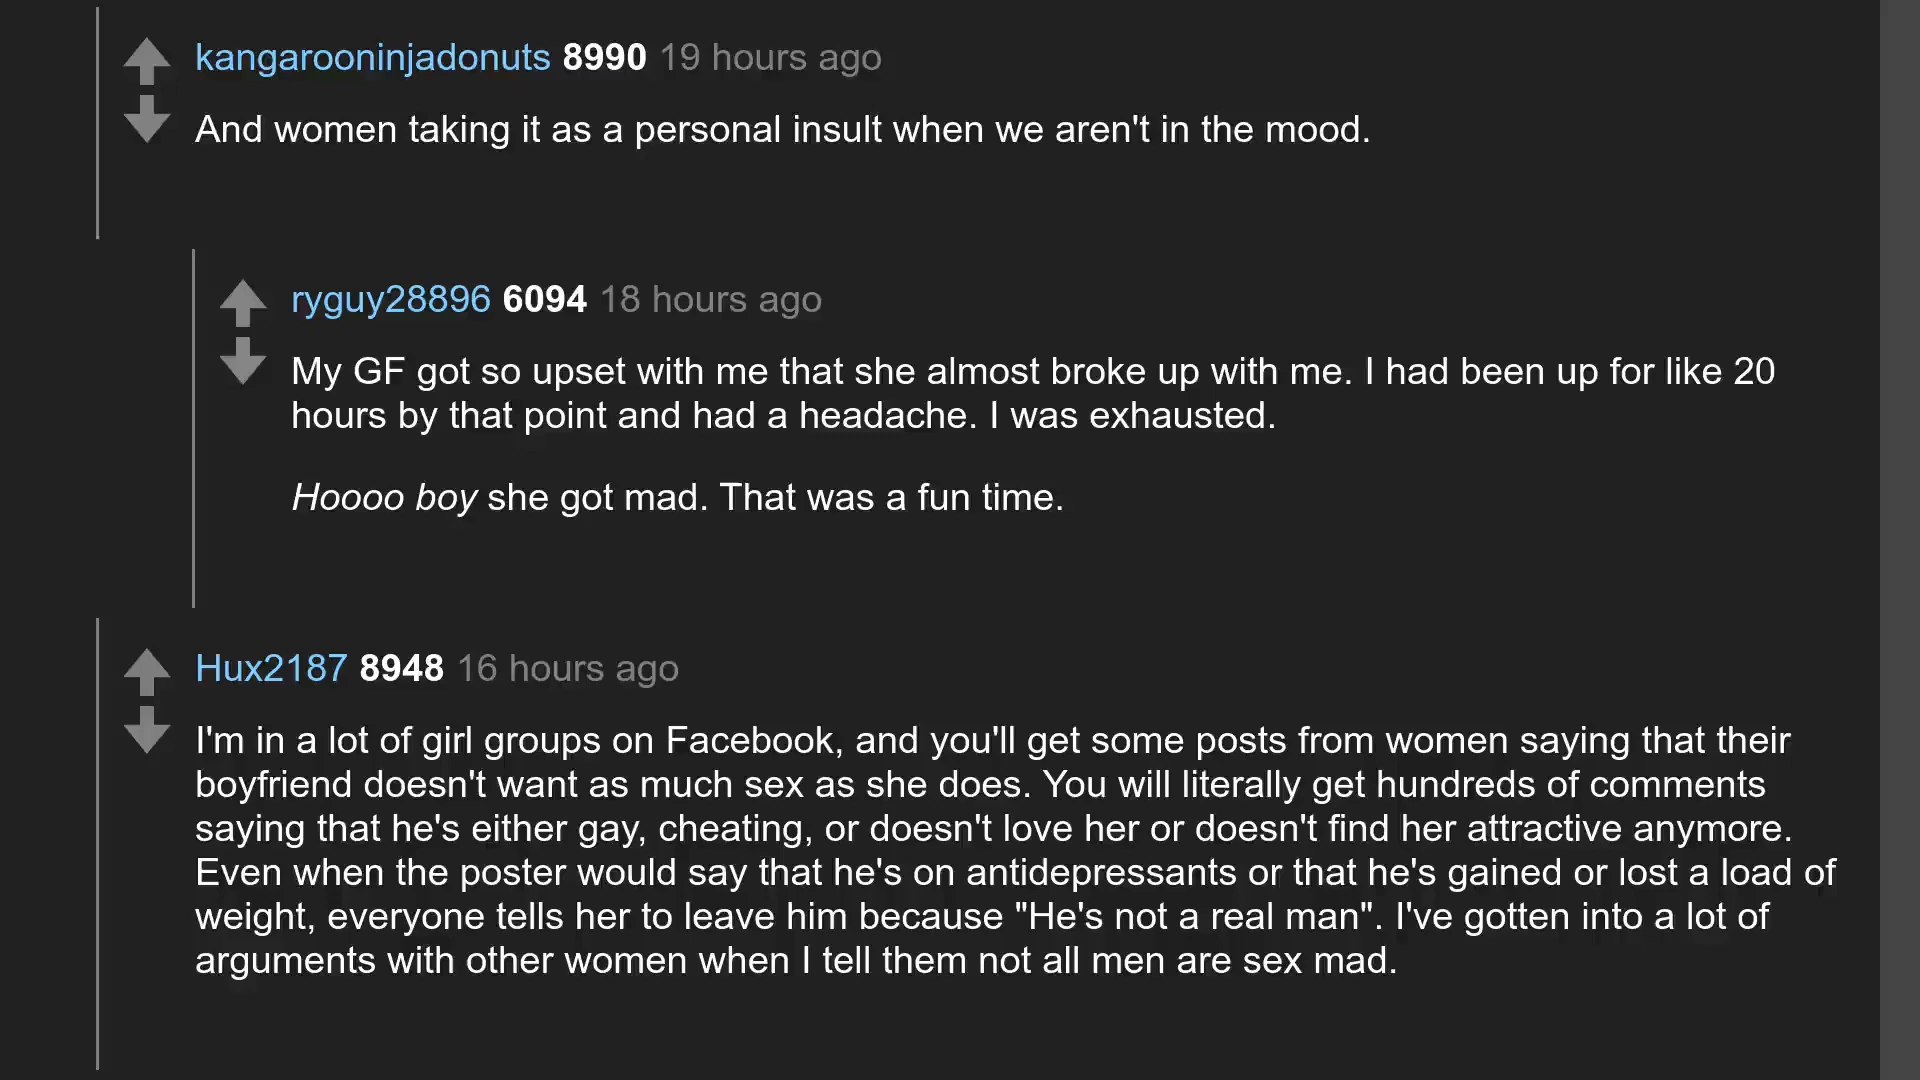 kangarooninjadonuts 8990 19 hours ago
And women taking it as a personal insult when we aren't in the mood.
ryguy28896 6094 18 hours ago
My GF got so upset with me that she almost broke up with me. I had been up for like 20
hours by that point and had a headache. I was exhausted.
Hoooo boy she got mad. That was a fun time.
Hux2187 8948 16 hours ago
I'm in a lot of girl groups on Facebook, and you'll get some posts from women saying that their
boyfriend doesn't want as much sex as she does. You will literally get hundreds of comments
saying that he's either gay, cheating, or doesn't love her or doesn't find her attractive anymore.
Even when the poster would say that he's on antidepressants or that he's gained or lost a load of
weight, everyone tells her to leave him because "He's not a real man". I've gotten into a lot of
arguments with other women when I tell them not all men are sex mad.